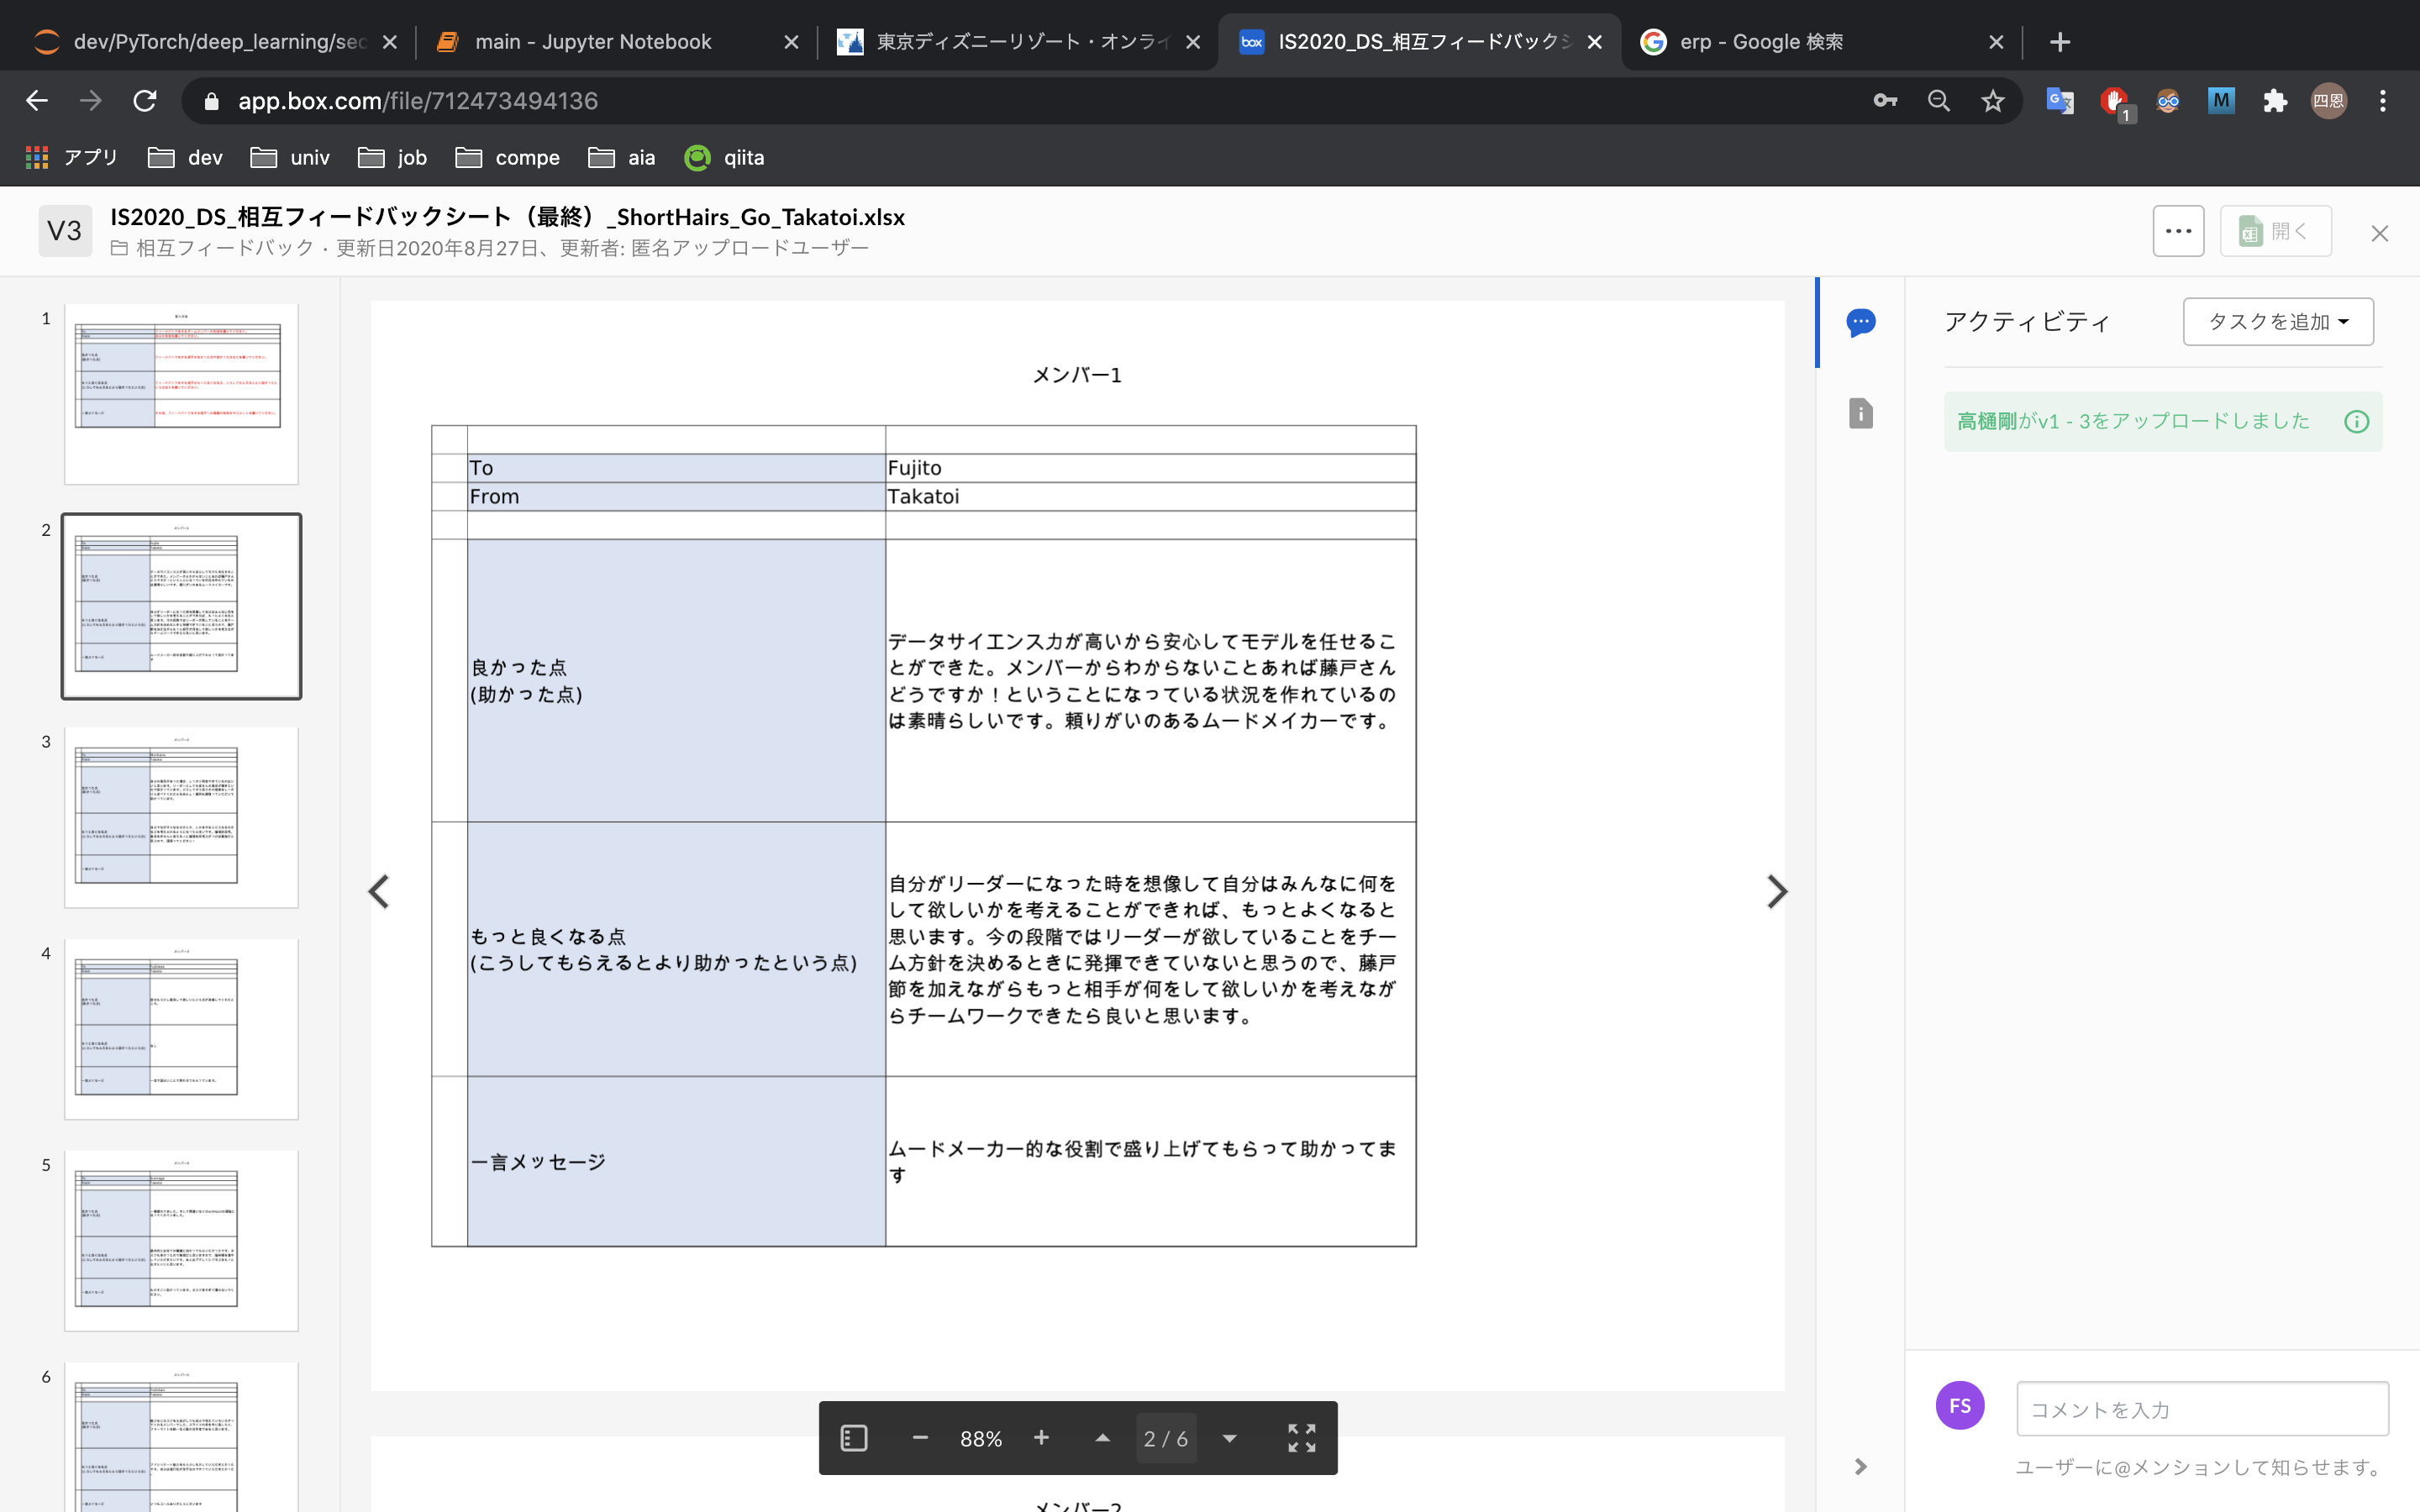 dev/PyTorch/deep_learning/sec
main - Jupyter Notebook
東京ディズニーリゾート・オンライ
box
IS2020_DS_相互フィードバックシ
erp - Google 検索
app.box.com/file/712473494136
1
M
四恩
アプリ
dev
univ
job
compe
aia
qiita
V3
IS2020_DS_相互フィードバックシート（最終）_ShortHairs_Go_Takatoi.xlsx
相互フィードバック・更新日2020年8月27日、更新者: 匿名アップロードユーザー
開く
1
2
3
4
5
6
メンバー1
To
Fujito
From
Takatoi
良かった点
(助かった点)
データサイエンス力が高いから安心してモデルを任せるこ
とができた。メンバーからわからないことあれば藤戸さん
どうですか！ということになっている状況を作れているの
は素晴らしいです。頼りがいのあるムードメイカーです。
もっと良くなる点
(こうしてもらえるとより助かったという点)
自分がリーダーになった時を想像して自分はみんなに何を
して欲しいかを考えることができれば、もっとよくなると
思います。今の段階ではリーダーが欲していることをチー
ム方針を決めるときに発揮できていないと思うので、藤戸
節を加えながらもっと相手が何をして欲しいかを考えなが
らチームワークできたら良いと思います。
一言メッセージ
ムードメーカー的な役割で盛り上げてもらって助かってま
す
メンバー2
88%
2 / 6
アクティビティ
タスクを追加
高樋剛がv1 - 3をアップロードしました
FS
コメントを入力
ユーザーに@メンションして知らせます。